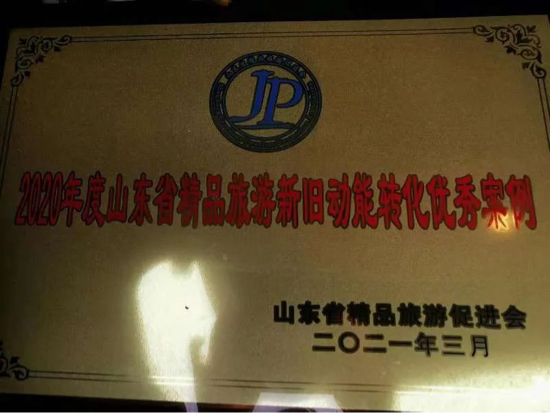 JP
2020年度山东省精品旅游新旧动能转化优秀案例
山东省精品旅游促进会
二〇二一年三月